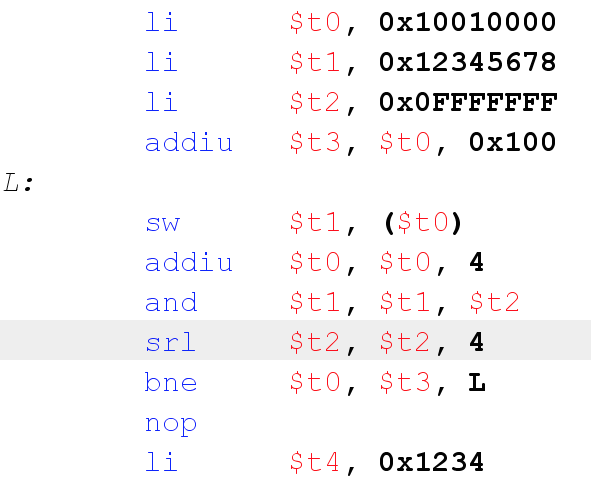 li $t0, 0x10010000
li $t1, 0x12345678
li $t2, 0x0FFFFFFF
addiu $t3, $t0, 0x100
L:
sw $t1, ($t0)
addiu $t0, $t0, 4
and $t1, $t1, $t2
srl $t2, $t2, 4
bne $t0, $t3, L
nop
li $t4, 0x1234